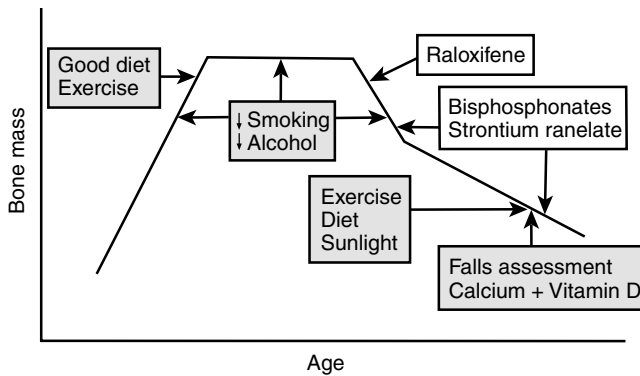 Good diet
Exercise
Raloxifene
↓ Smoking
↓ Alcohol
Bisphosphonates
Strontium ranelate
Exercise
Diet
Sunlight
Falls assessment
Calcium + Vitamin D
Bone mass
Age